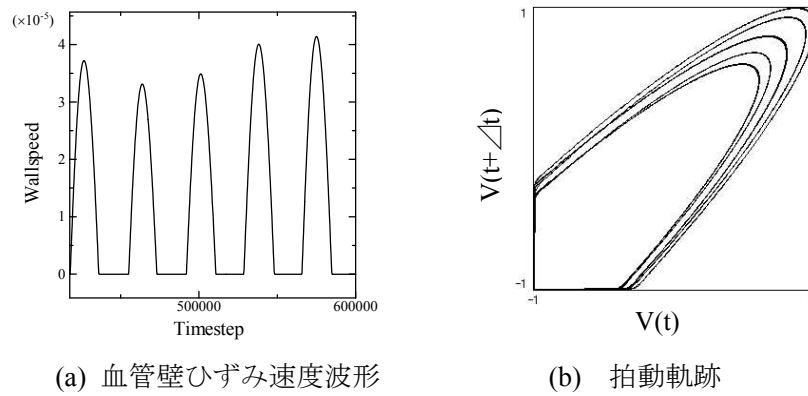 (×10⁻⁵)
4
3
2
1
0
Wallspeed
500000
600000
Timestep
(a) 血管壁ひずみ速度波形
1
V(t+⊿t)
-1
-1
V(t)
(b) 拍動軌跡